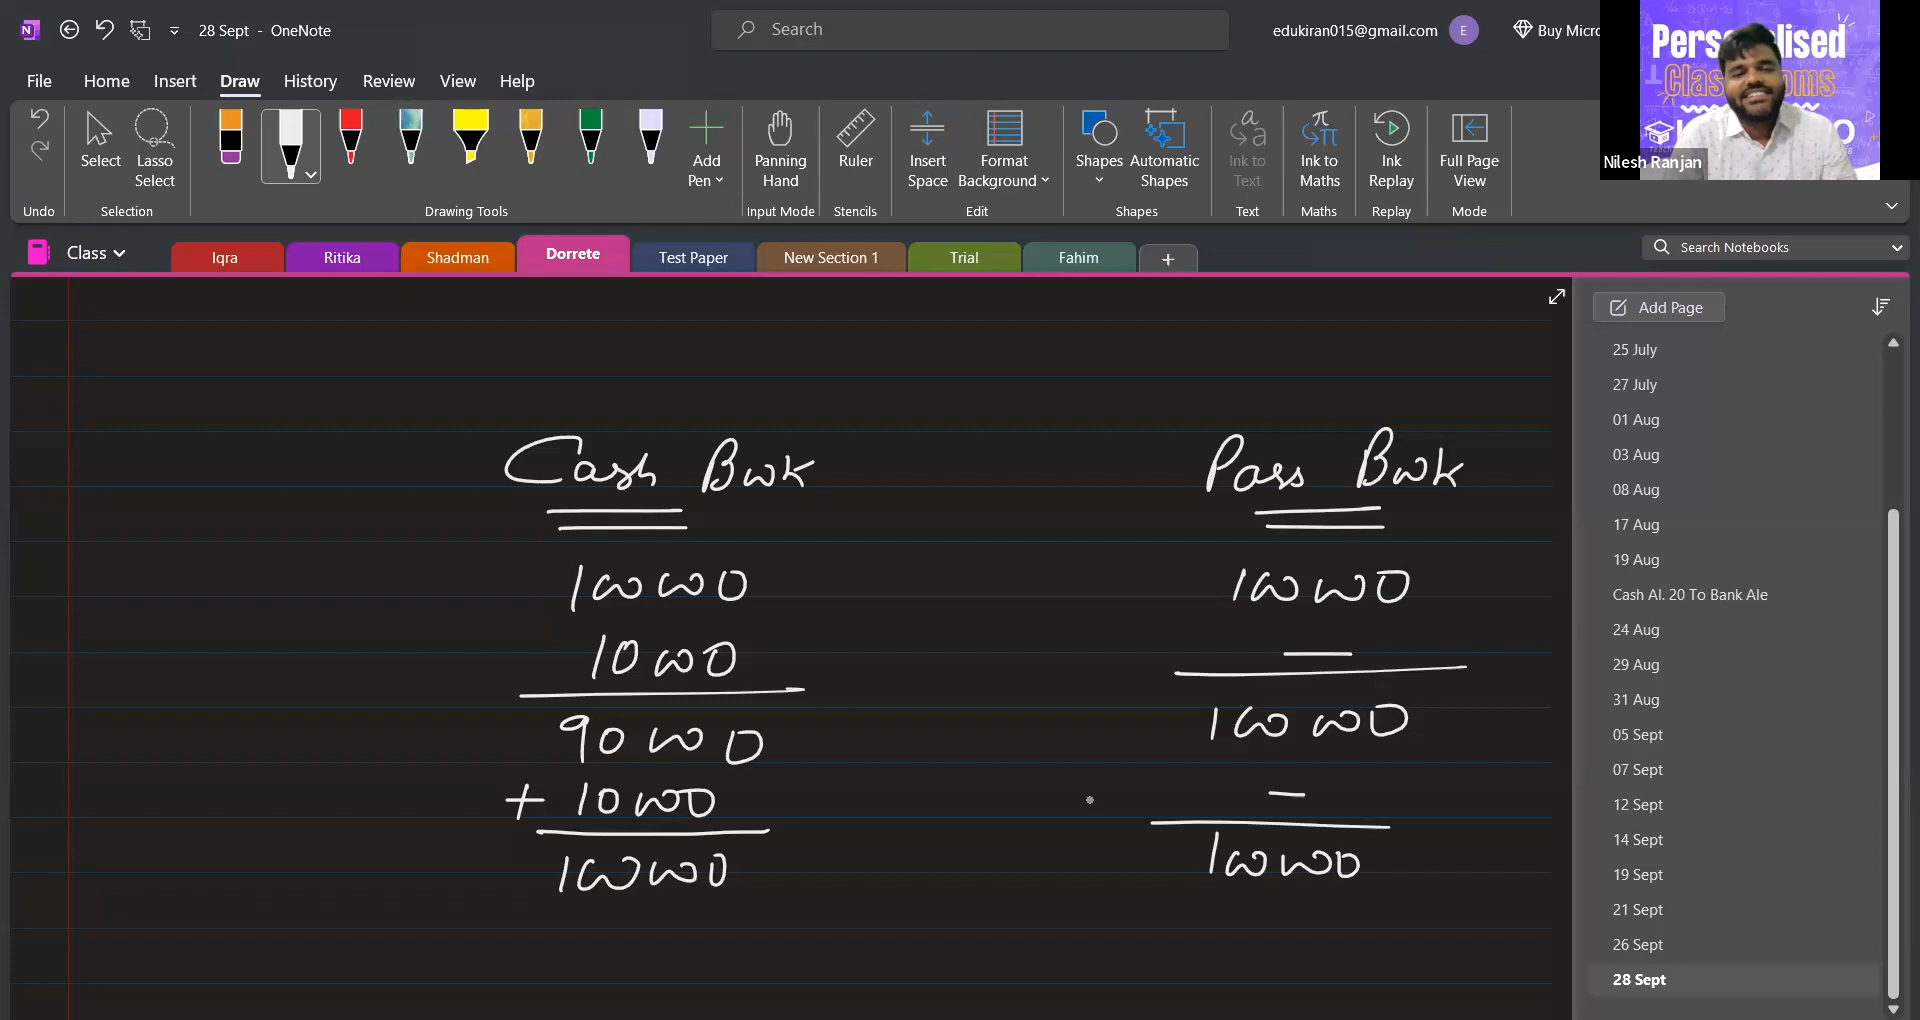 28 Sept - OneNote
Search
edukiran015@gmail.com
E
Buy Micro
File Home Insert Draw History Review View Help
Select
Lasso Select
Add Pen
Panning Hand
Ruler
Insert Space
Format Background
Shapes
Automatic Shapes
Ink to Text
Ink to Maths
Ink Replay
Full Page View
Undo Selection Drawing Tools Input Mode Stencils Edit Shapes Text Maths Replay Mode
Personalised
Classrooms
Nilesh Ranjan
Class
Iqra Ritika Shadman Dorrete Test Paper New Section 1 Trial Fahim +
Search Notebooks
Cash Book
100000
10000
90000
+ 10000
100000
Pass Book
100000
—
100000
—
100000
Add Page
25 July
27 July
01 Aug
03 Aug
08 Aug
17 Aug
19 Aug
Cash Al. 20 To Bank Ale
24 Aug
29 Aug
31 Aug
05 Sept
07 Sept
12 Sept
14 Sept
19 Sept
21 Sept
26 Sept
28 Sept